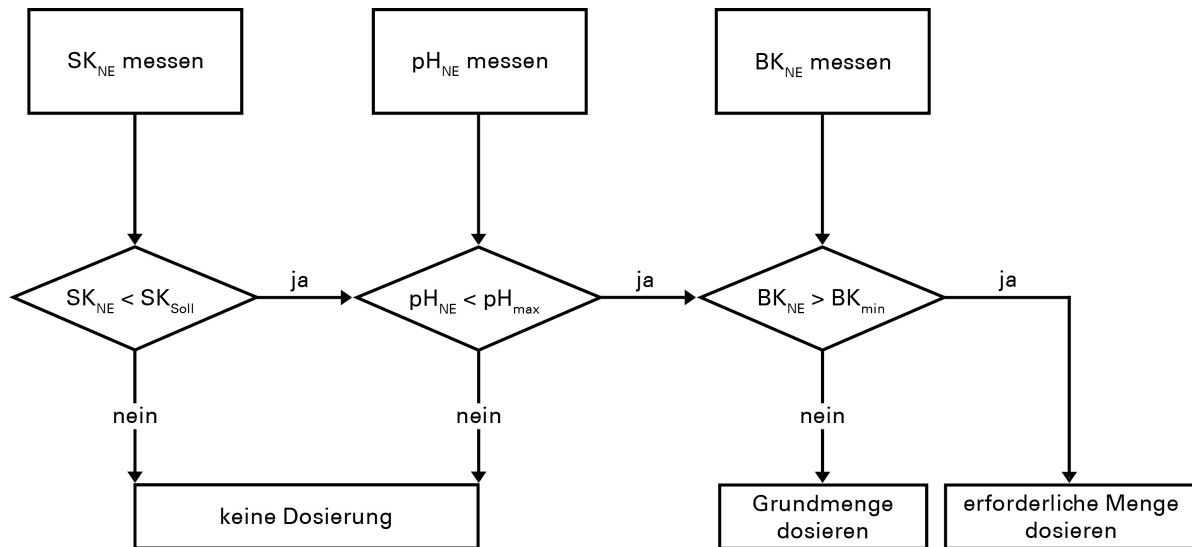 SK_NE messen
pH_NE messen
BK_NE messen
SK_NE < SK_Soll
ja
pH_NE < pH_max
ja
BK_NE > BK_min
ja
nein
nein
nein
keine Dosierung
Grundmenge
dosieren
erforderliche Menge
dosieren